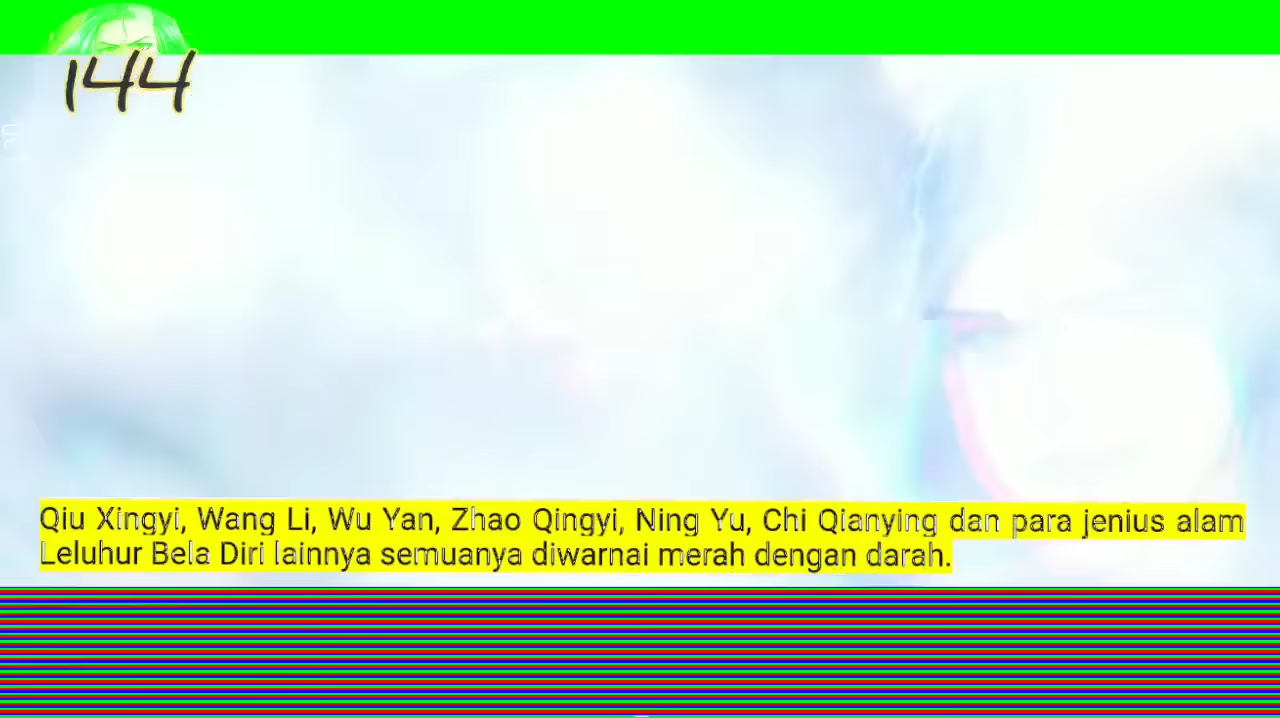 144
Qiu Xingyi, Wang Li, Wu Yan, Zhao Qingyi, Ning Yu, Chi Qianying dan para jenius alam
Leluhur Bela Diri lainnya semuanya diwarnai merah dengan darah.